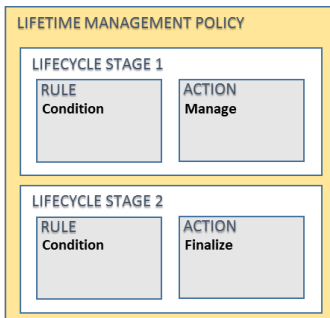 LIFETIME MANAGEMENT POLICY
LIFECYCLE STAGE 1
RULE
Condition
ACTION
Manage
LIFECYCLE STAGE 2
RULE
Condition
ACTION
Finalize